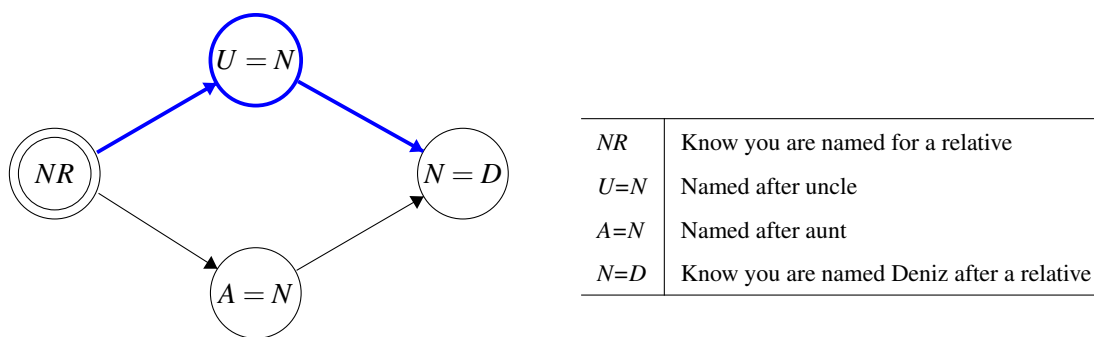 U = N
NR
N = D
A = N
NR Know you are named for a relative
U=N Named after uncle
A=N Named after aunt
N=D Know you are named Deniz after a relative